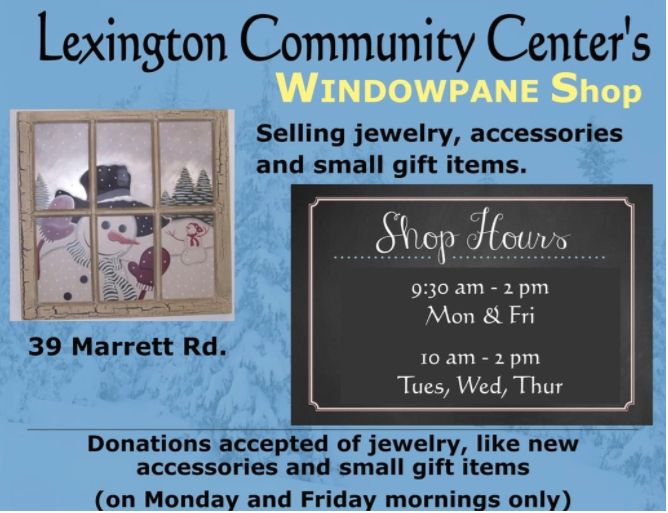 Lexington Community Center's
WINDOWPANE Shop
Selling jewelry, accessories
and small gift items.
Shop Hours
9:30 am - 2 pm
Mon & Fri
10 am - 2 pm
Tues, Wed, Thur
39 Marrett Rd.
Donations accepted of jewelry, like new
accessories and small gift items
(on Monday and Friday mornings only)